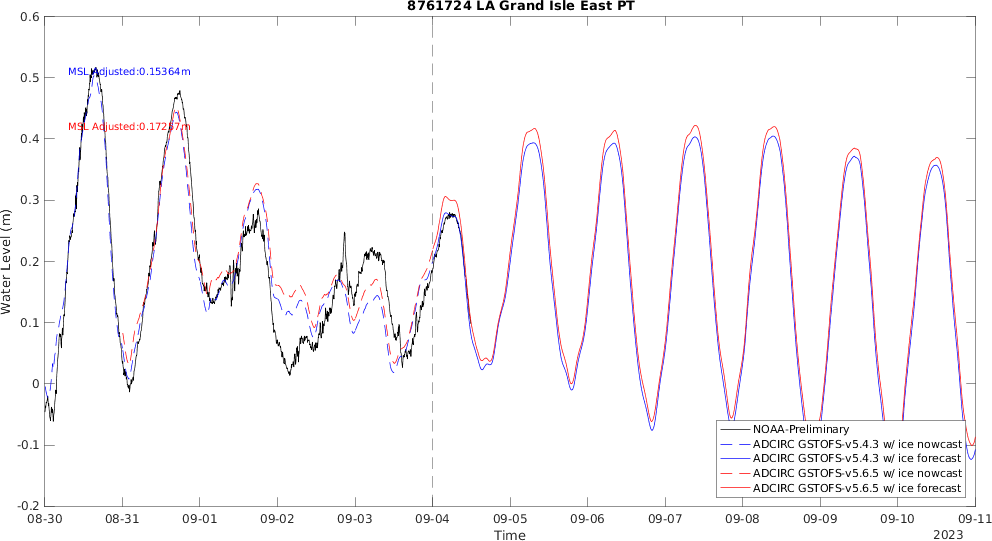 8761724 LA Grand Isle East PT
Water Level (m)
0.6
0.5
0.4
0.3
0.2
0.1
0
-0.1
-0.2
MSL Adjusted:0.15364m
MSL
NOAA-Preliminary
ADCIRC GSTOFS-v5.4.3 w/ ice nowcast
ADCIRC GSTOFS-v5.4.3 w/ ice forecast
ADCIRC GSTOFS-v5.6.5 w/ ice nowcast
ADCIRC GSTOFS-v5.6.5 w/ ice forecast
08-30 08-31 09-01 09-02 09-03 09-04 09-05 09-06 09-07 09-08 09-09 09-10 09-11
Time
2023